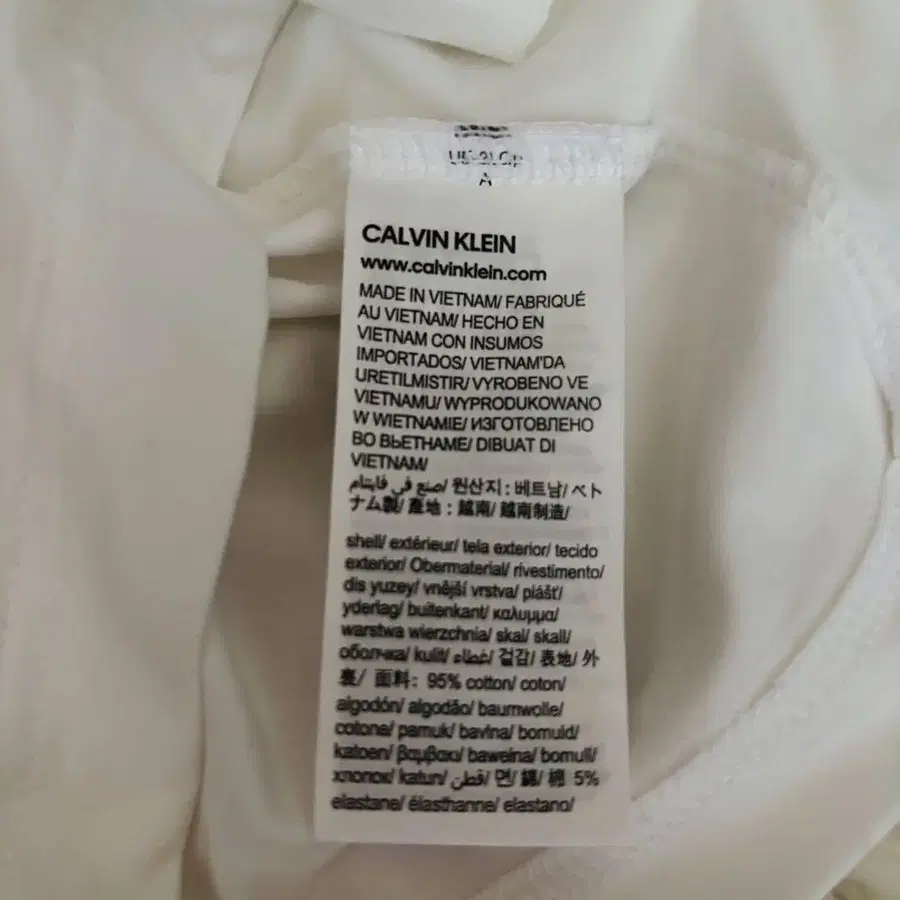 A
CALVIN KLEIN
www.calvinklein.com
MADE IN VIETNAM/ FABRIQUÉ
AU VIETNAM/ HECHO EN
VIETNAM CON INSUMOS
IMPORTADOS/ VIETNAM'DA
URETILMISTIR/ VYROBENO VE
VIETNAMU/ WYPRODUKOWANO
W WIETNAMIE/ ИЗГОТОВЛЕНО
ВО ВЬЕТНАМЕ/ DIBUAT DI
VIETNAM/
صنع في فايتنام/ 원산지 : 베트남/ ベト
ナム製/ 產地 : 越南/ 越南制造/
shell/ extérieur/ tela exterior/ tecido
exterior/ Obermaterial/ rivestimento/
dis yuzey/ vnější vrstva/ plášť/
yderlag/ buitenkant/ καλυμμα/
warstwa wierzchnia/ skal/ skall/
оболчка/ kulit/ غطاء/ 겉감/ 表地/ 外
裹/ 面料: 95% cotton/ coton/
algodón/ algodão/ baumwolle/
cotone/ pamuk/ bavlna/ bomuld/
katoen/ βαμβακι/ bawelna/ bomull/
хлопок/ katun/ قطن/ 면/ 綿/ 棉 5%
elastane/ élasthanne/ elastano/